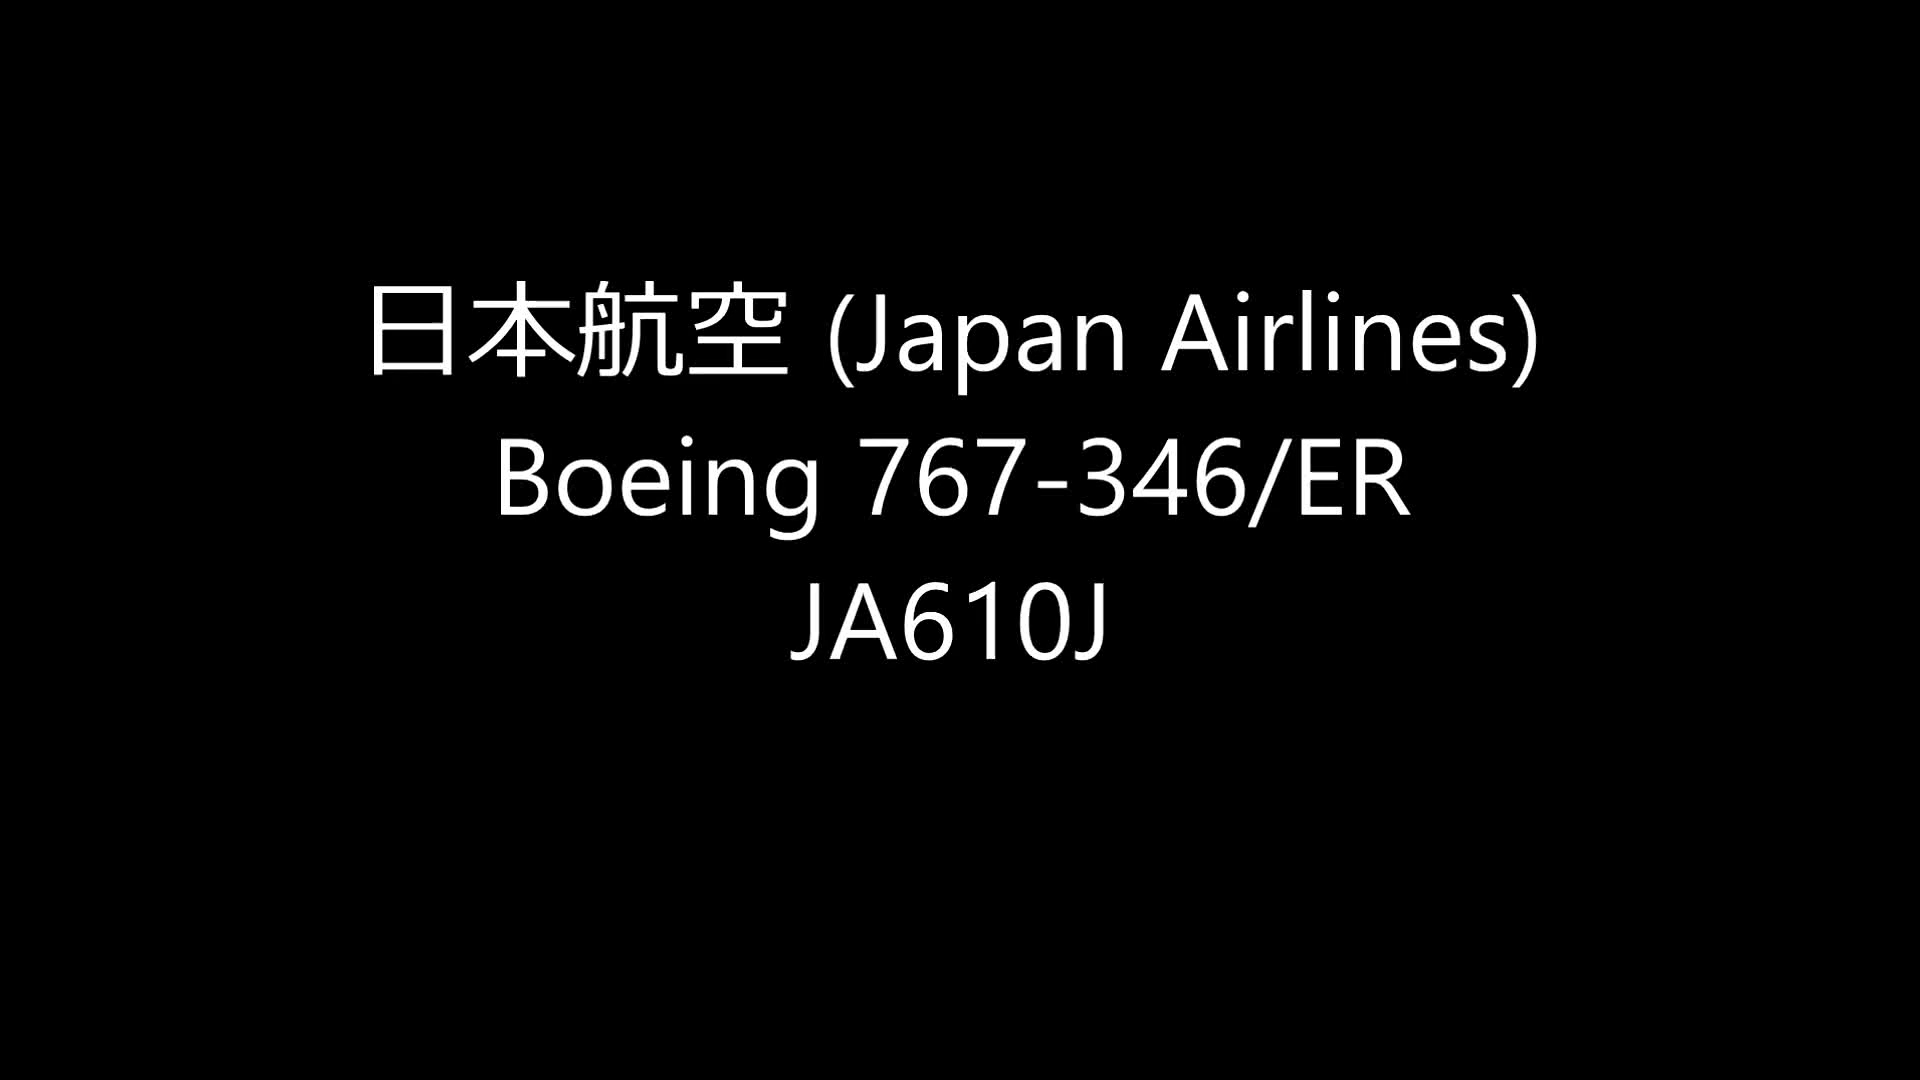 日本航空 (Japan Airlines)
Boeing 767-346/ER
JA610J